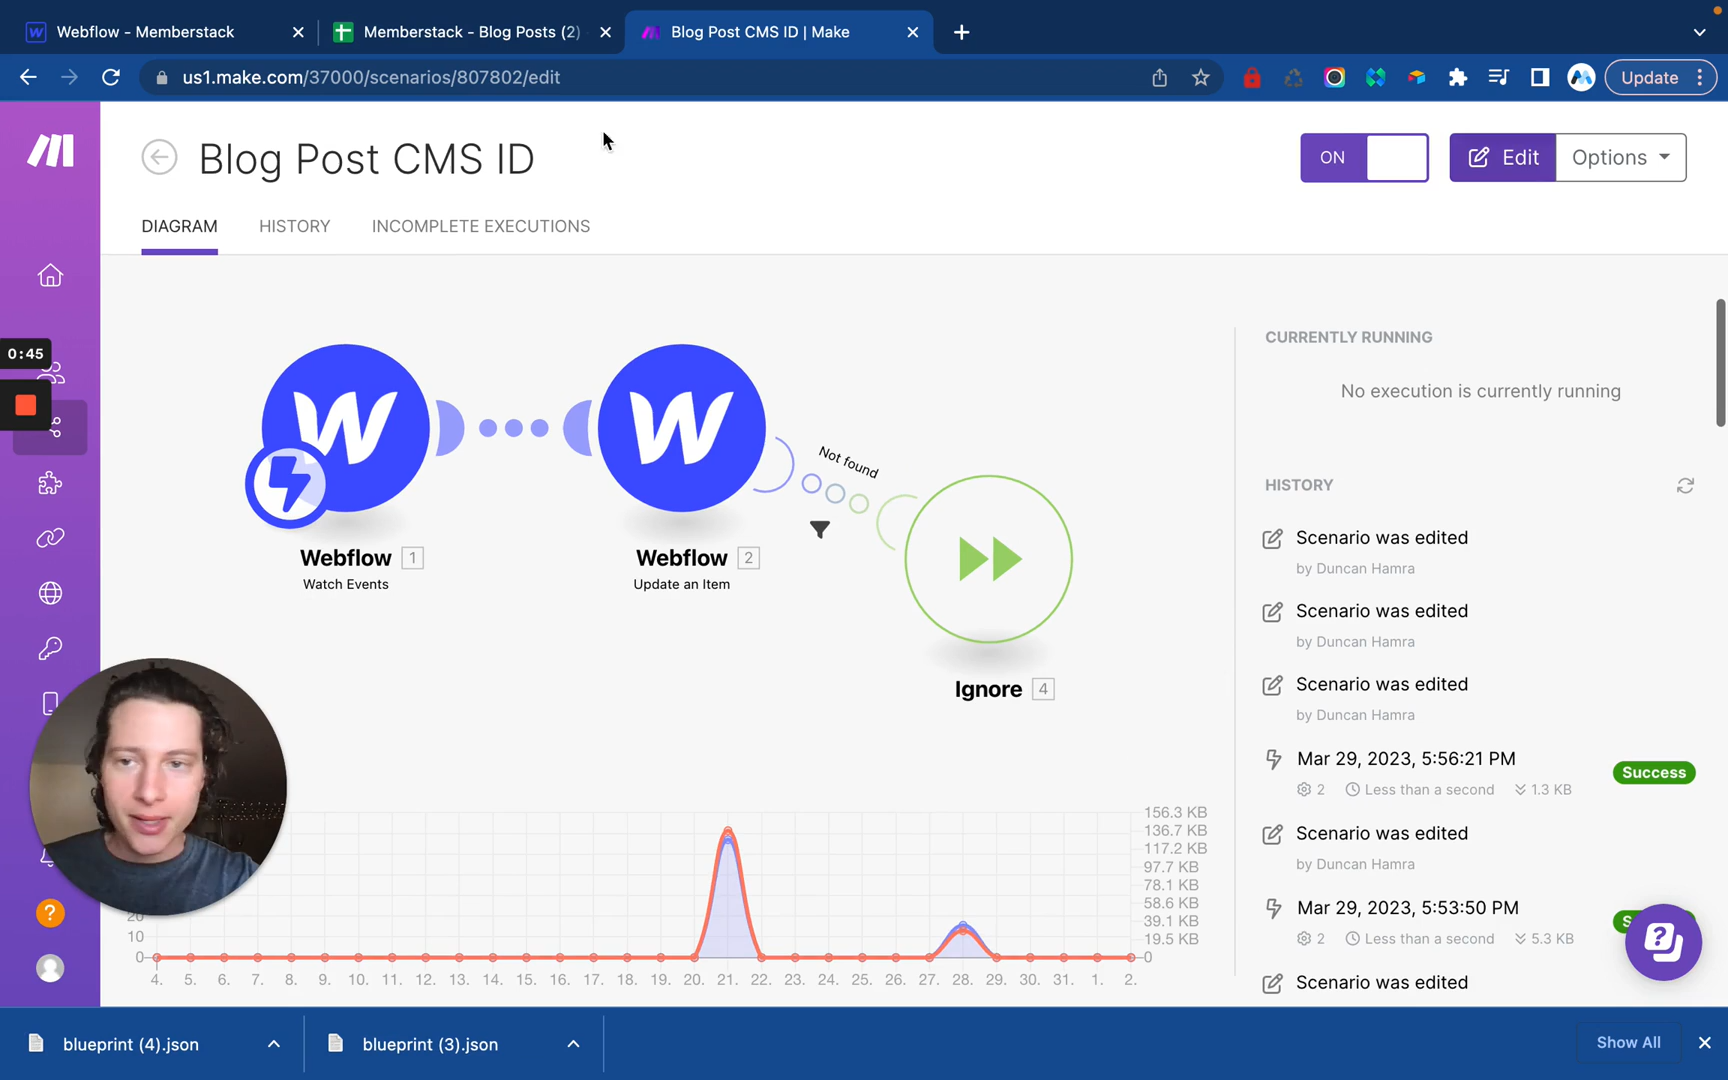 Webflow - Memberstack
Memberstack - Blog Posts (2)
Blog Post CMS ID | Make
us1.make.com/37000/scenarios/807802/edit
Update
Blog Post CMS ID
ON
Edit
Options
DIAGRAM
HISTORY
INCOMPLETE EXECUTIONS
0:45
Not found
Webflow 1
Watch Events
Webflow 2
Update an Item
Ignore 4
CURRENTLY RUNNING
No execution is currently running
HISTORY
Scenario was edited
by Duncan Hamra
Scenario was edited
by Duncan Hamra
Scenario was edited
by Duncan Hamra
Mar 29, 2023, 5:56:21 PM
2 Less than a second 1.3 KB
Success
Scenario was edited
by Duncan Hamra
Mar 29, 2023, 5:53:50 PM
2 Less than a second 5.3 KB
Scenario was edited
156.3 KB
136.7 KB
117.2 KB
97.7 KB
78.1 KB
58.6 KB
39.1 KB
19.5 KB
0
20
10
0
4. 5. 6. 7. 8. 9. 10. 11. 12. 13. 14. 15. 16. 17. 18. 19. 20. 21. 22. 23. 24. 25. 26. 27. 28. 29. 30. 31. 1. 2.
?
?
blueprint (4).json
blueprint (3).json
Show All